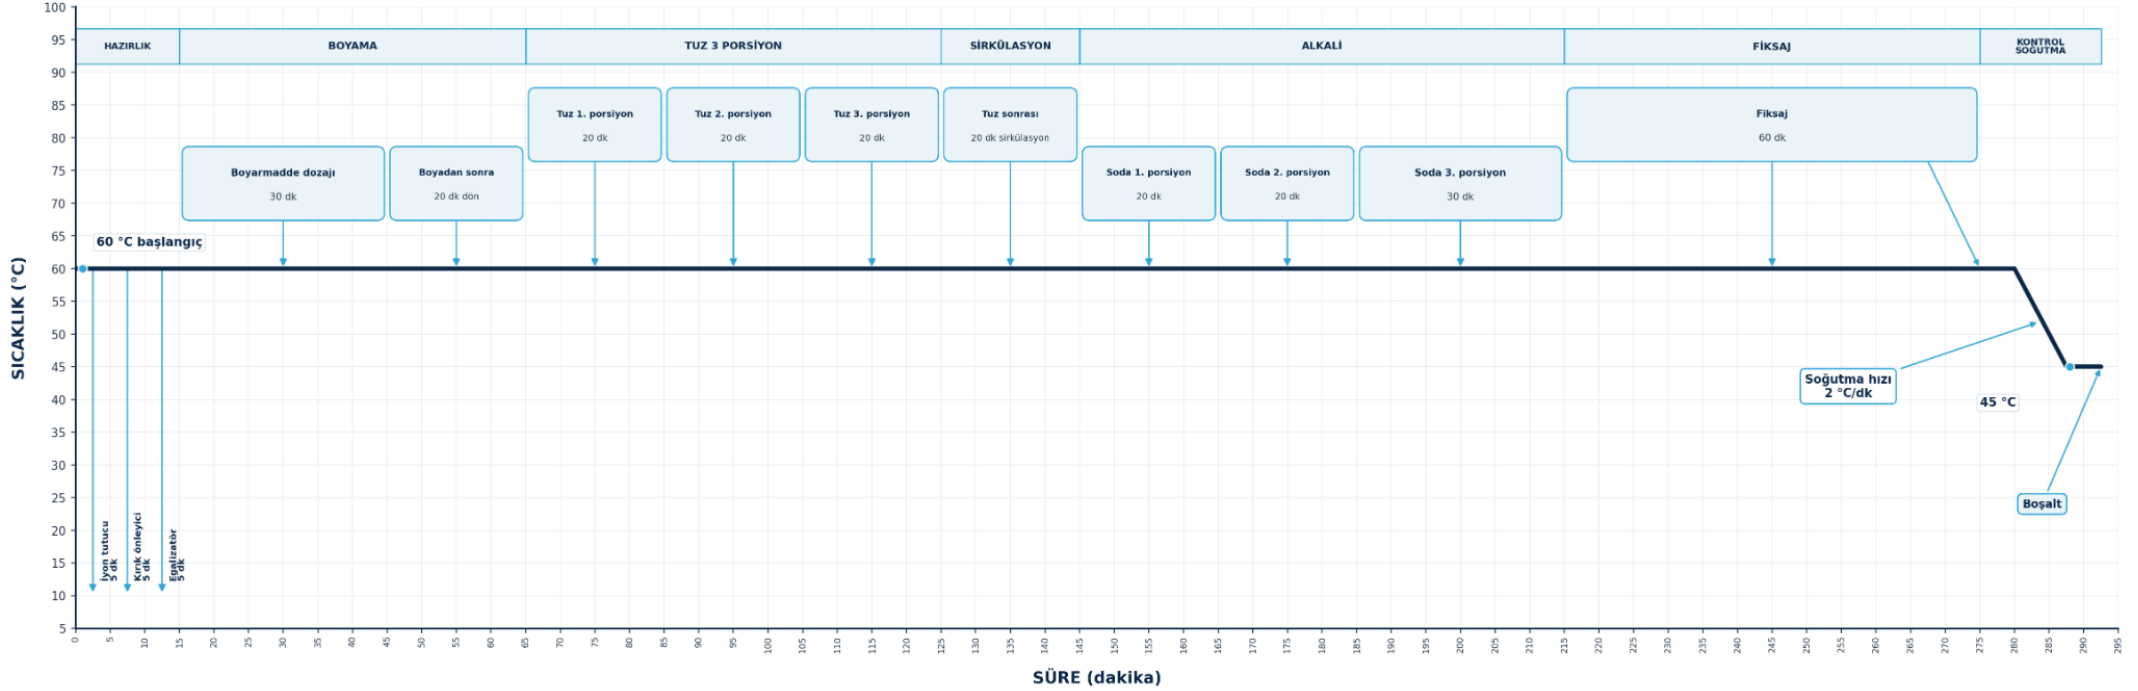 HAZIRLIK
BOYAMA
TUZ 3 PORSİYON
SİRKÜLASYON
ALKALİ
FİKSAJ
KONTROL
SOĞUTMA
Tuz 1. porsiyon
20 dk
Tuz 2. porsiyon
20 dk
Tuz 3. porsiyon
20 dk
Tuz sonrası
20 dk sirkülasyon
Fiksaj
60 dk
Boyarmadde dozajı
30 dk
Boyadan sonra
20 dk dön
Soda 1. porsiyon
20 dk
Soda 2. porsiyon
20 dk
Soda 3. porsiyon
30 dk
60 °C başlangıç
Soğutma hızı
2 °C/dk
45 °C
Boşalt
İyon tutucu
5 dk
Kırık önleyici
5 dk
Egalizatör
5 dk
SICAKLIK (°C)
100
95
90
85
80
75
70
65
60
55
50
45
40
35
30
25
20
15
10
5
0
5
10
15
20
25
30
35
40
45
50
55
60
65
70
75
80
85
90
95
100
105
110
115
120
125
130
135
140
145
150
155
160
165
170
175
180
185
190
195
200
205
210
215
220
225
230
235
240
245
250
255
260
265
270
275
280
285
290
295
SÜRE (dakika)